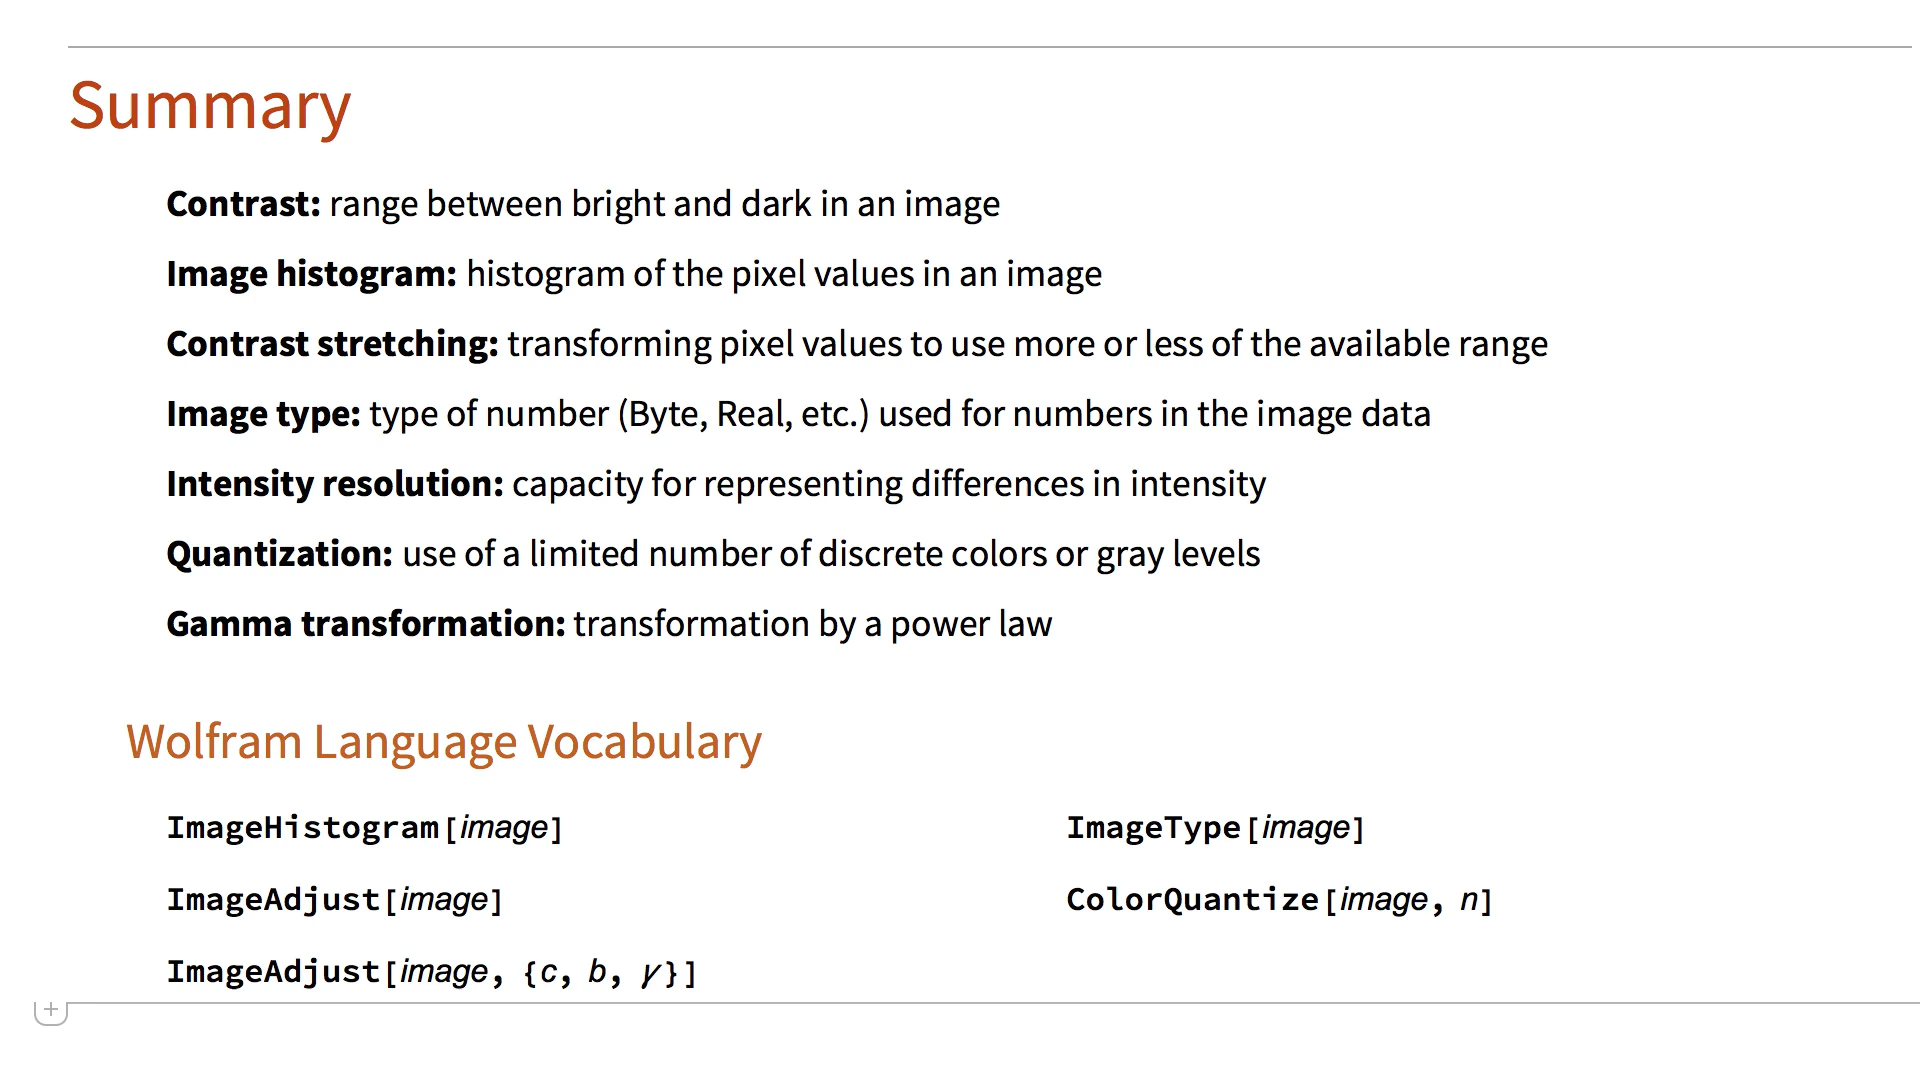 Summary
Contrast: range between bright and dark in an image
Image histogram: histogram of the pixel values in an image
Contrast stretching: transforming pixel values to use more or less of the available range
Image type: type of number (Byte, Real, etc.) used for numbers in the image data
Intensity resolution: capacity for representing differences in intensity
Quantization: use of a limited number of discrete colors or gray levels
Gamma transformation: transformation by a power law
Wolfram Language Vocabulary
ImageHistogram[image]
ImageAdjust[image]
ImageAdjust[image, {c, b, γ}]
ImageType[image]
ColorQuantize[image, n]